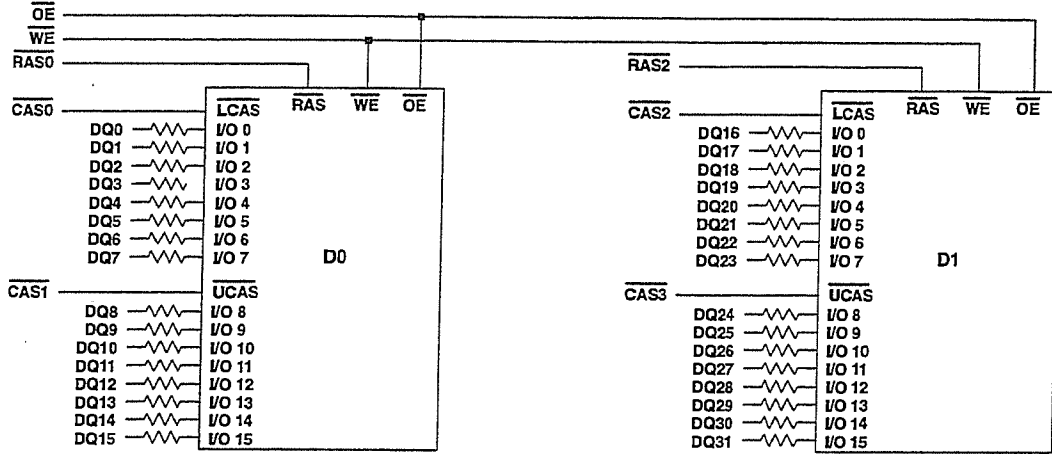 OE
WE
RAS0
RAS2
RAS WE OE
RAS WE OE
CAS0 LCAS
DQ0 I/O 0
DQ1 I/O 1
DQ2 I/O 2
DQ3 I/O 3
DQ4 I/O 4
DQ5 I/O 5
DQ6 I/O 6
DQ7 I/O 7
D0
CAS1 UCAS
DQ8 I/O 8
DQ9 I/O 9
DQ10 I/O 10
DQ11 I/O 11
DQ12 I/O 12
DQ13 I/O 13
DQ14 I/O 14
DQ15 I/O 15
CAS2 LCAS
DQ16 I/O 0
DQ17 I/O 1
DQ18 I/O 2
DQ19 I/O 3
DQ20 I/O 4
DQ21 I/O 5
DQ22 I/O 6
DQ23 I/O 7
D1
CAS3 UCAS
DQ24 I/O 8
DQ25 I/O 9
DQ26 I/O 10
DQ27 I/O 11
DQ28 I/O 12
DQ29 I/O 13
DQ30 I/O 14
DQ31 I/O 15